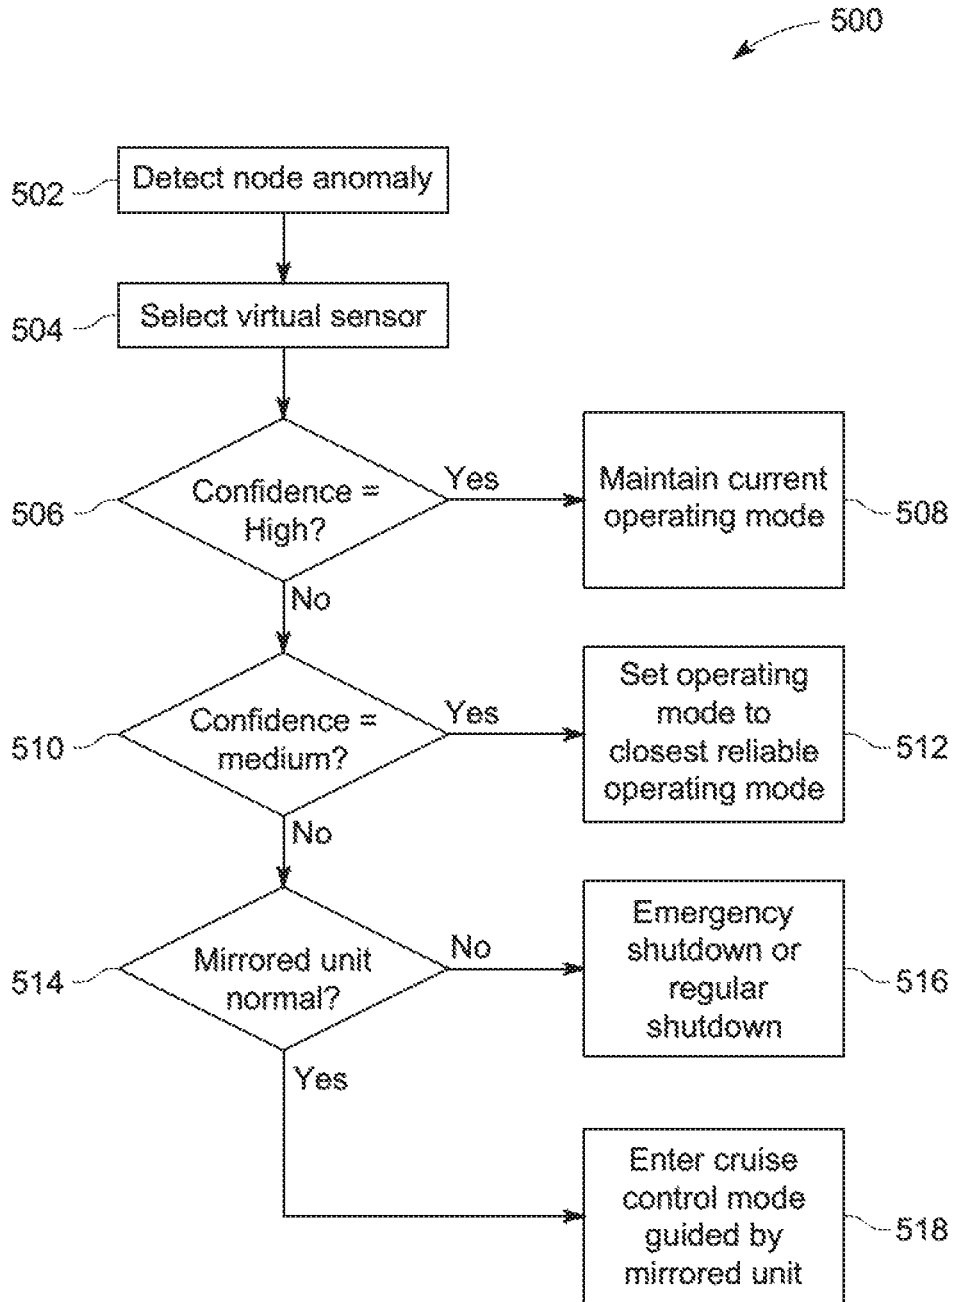 500
502
Detect node anomaly
504
Select virtual sensor
506
Confidence =
High?
Yes
Maintain current
operating mode
508
No
510
Confidence =
medium?
Yes
Set operating
mode to
closest reliable
operating mode
512
No
514
Mirrored unit
normal?
No
Emergency
shutdown or
regular
shutdown
516
Yes
Enter cruise
control mode
guided by
mirrored unit
518